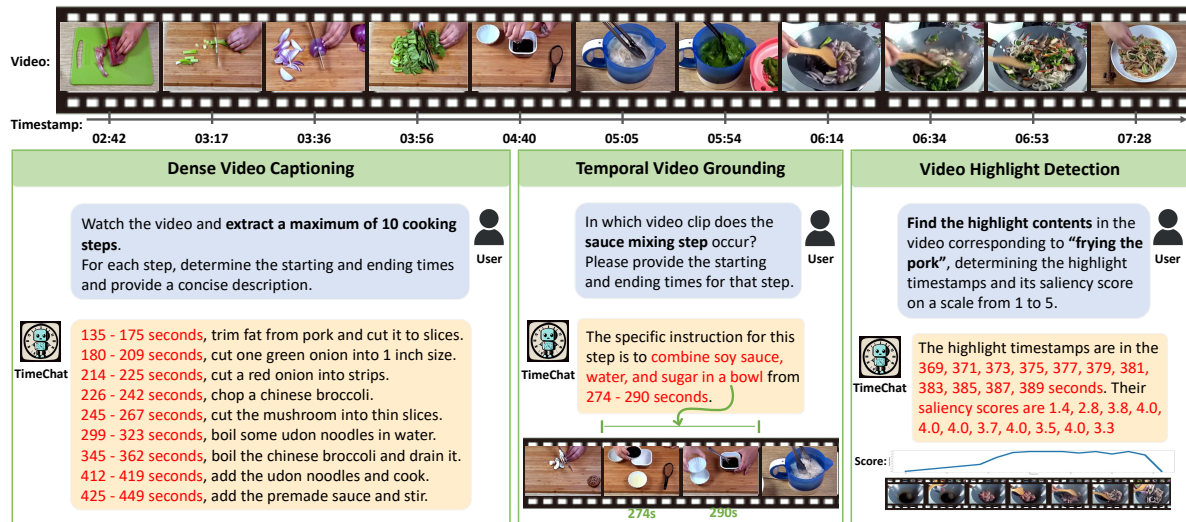 Video:
Timestamp:
02:42 03:17 03:36 03:56 04:40 05:05 05:54 06:14 06:34 06:53 07:28
Dense Video Captioning
Watch the video and extract a maximum of 10 cooking
steps.
For each step, determine the starting and ending times
and provide a concise description.
User
TimeChat
135 - 175 seconds, trim fat from pork and cut it to slices.
180 - 209 seconds, cut one green onion into 1 inch size.
214 - 225 seconds, cut a red onion into strips.
226 - 242 seconds, chop a chinese broccoli.
245 - 267 seconds, cut the mushroom into thin slices.
299 - 323 seconds, boil some udon noodles in water.
345 - 362 seconds, boil the chinese broccoli and drain it.
412 - 419 seconds, add the udon noodles and cook.
425 - 449 seconds, add the premade sauce and stir.
Temporal Video Grounding
In which video clip does the
sauce mixing step occur?
Please provide the starting
and ending times for that step.
User
TimeChat
The specific instruction for this
step is to combine soy sauce,
water, and sugar in a bowl from
274 - 290 seconds.
274s 290s
Video Highlight Detection
Find the highlight contents in the
video corresponding to “frying the
pork”, determining the highlight
timestamps and its saliency score
on a scale from 1 to 5.
User
TimeChat
The highlight timestamps are in the
369, 371, 373, 375, 377, 379, 381,
383, 385, 387, 389 seconds. Their
saliency scores are 1.4, 2.8, 3.8, 4.0,
4.0, 4.0, 3.7, 4.0, 3.5, 4.0, 3.3
Score: